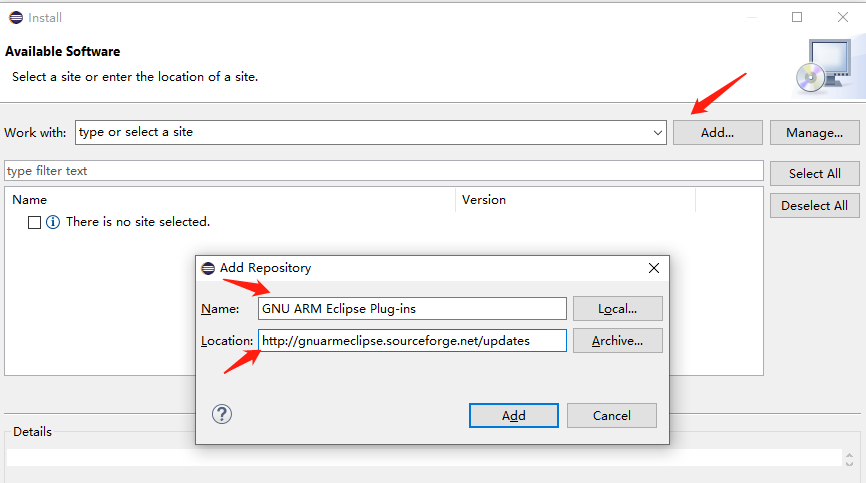 Install
Available Software
Select a site or enter the location of a site.
Work with: type or select a site Add... Manage...
type filter text Select All
Name Version Deselect All
There is no site selected.
Add Repository
Name: GNU ARM Eclipse Plug-ins Local...
Location: http://gnuarmeclipse.sourceforge.net/updates Archive...
? Add Cancel
Details